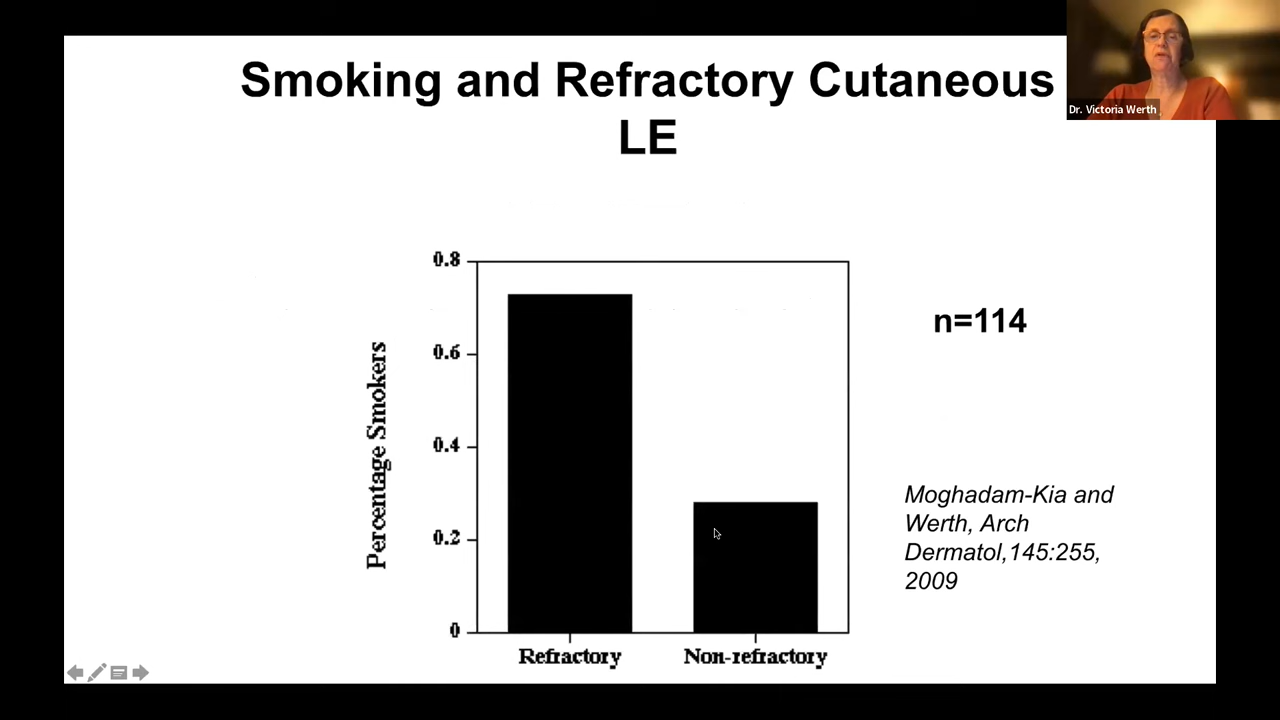 Smoking and Refractory Cutaneous
LE
Dr. Victoria Werth
0.8
0.6
0.4
0.2
0
Percentage Smokers
Refractory
Non-refractory
n=114
Moghadam-Kia and
Werth, Arch
Dermatol,145:255,
2009